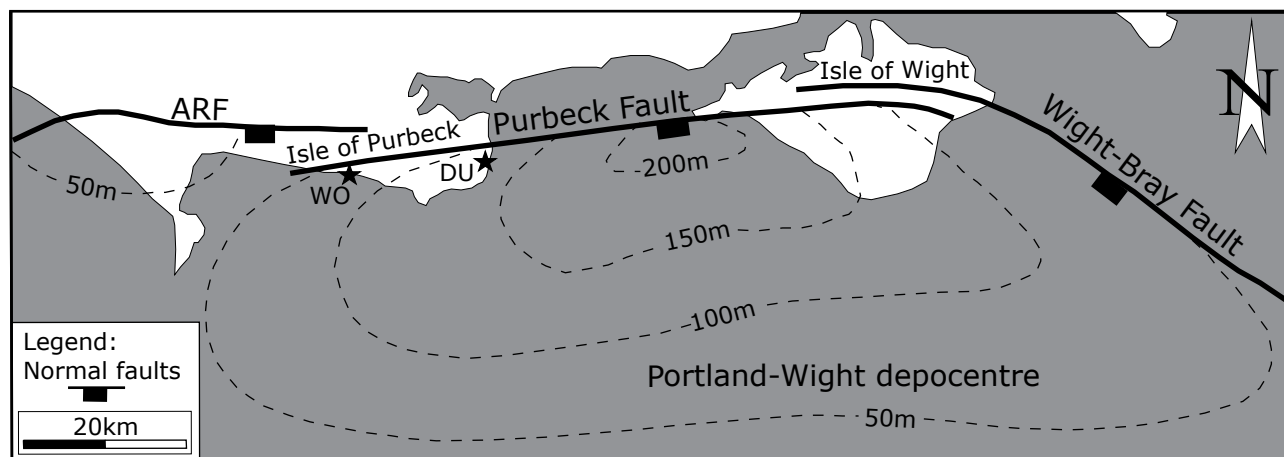 Isle of Wight
N
ARF
Purbeck Fault
Wight-Bray Fault
Isle of Purbeck
DU
200m
50m
WO
150m
100m
Legend:
Normal faults
20km
Portland-Wight depocentre
50m